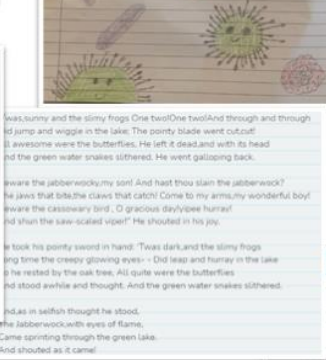 'Twas,sunny and the slimy frogs One two!One two!And through and through
Did jump and wiggle in the lake; The pointy blade went cut,cut!
All awesome were the butterflies, He left it dead,and with its head
And the green water snakes slithered. He went galloping back.
Beware the jabberwocky,my son! And hast thou slain the jabberwock?
The jaws that bite,the claws that catch! Come to my arms,my wonderful boy!
Beware the cassowary bird , O gracious day!yipee hurray!
And shun the saw-scaled viper!" He shouted in his joy.
He took his pointy sword in hand: 'Twas dark,and the slimy frogs
Long time the creepy glowing eyes- - Did leap and hurray in the lake
So he rested by the oak tree, All quite were the butterflies
And stood awhile and thought. And the green water snakes slithered.
And,as in selfish thought he stood,
The Jabberwock,with eyes of flame,
Came sprinting through the green lake.
And shouted as it came!